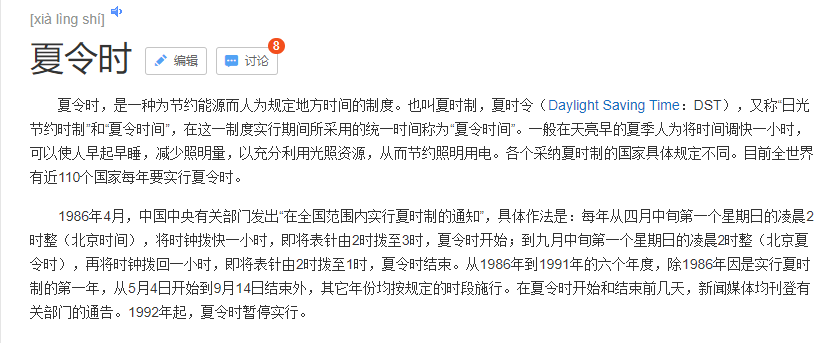 [xià lìng shí]
夏令时 编辑 讨论 8
夏令时，是一种为节约能源而人为规定地方时间的制度。也叫夏时制，夏时令（Daylight Saving Time：DST），又称“日光
节约时制”和“夏令时间”，在这一制度实行期间所采用的统一时间称为“夏令时间”。一般在天亮早的夏季人为将时间调快一小时，
可以使人早起早睡，减少照明量，以充分利用光照资源，从而节约照明用电。各个采纳夏时制的国家具体规定不同。目前全世界
有近110个国家每年要实行夏令时。
1986年4月，中国中央有关部门发出“在全国范围内实行夏时制的通知”，具体作法是：每年从四月中旬第一个星期日的凌晨2
时整（北京时间），将时钟拨快一小时，即将表针由2时拨至3时，夏令时开始；到九月中旬第一个星期日的凌晨2时整（北京夏
令时），再将时钟拨回一小时，即将表针由2时拨至1时，夏令时结束。从1986年到1991年的六个年度，除1986年因是实行夏时
制的第一年，从5月4日开始到9月14日结束外，其它年份均按规定的时段施行。在夏令时开始和结束前几天，新闻媒体均刊登有
关部门的通告。1992年起，夏令时暂停实行。